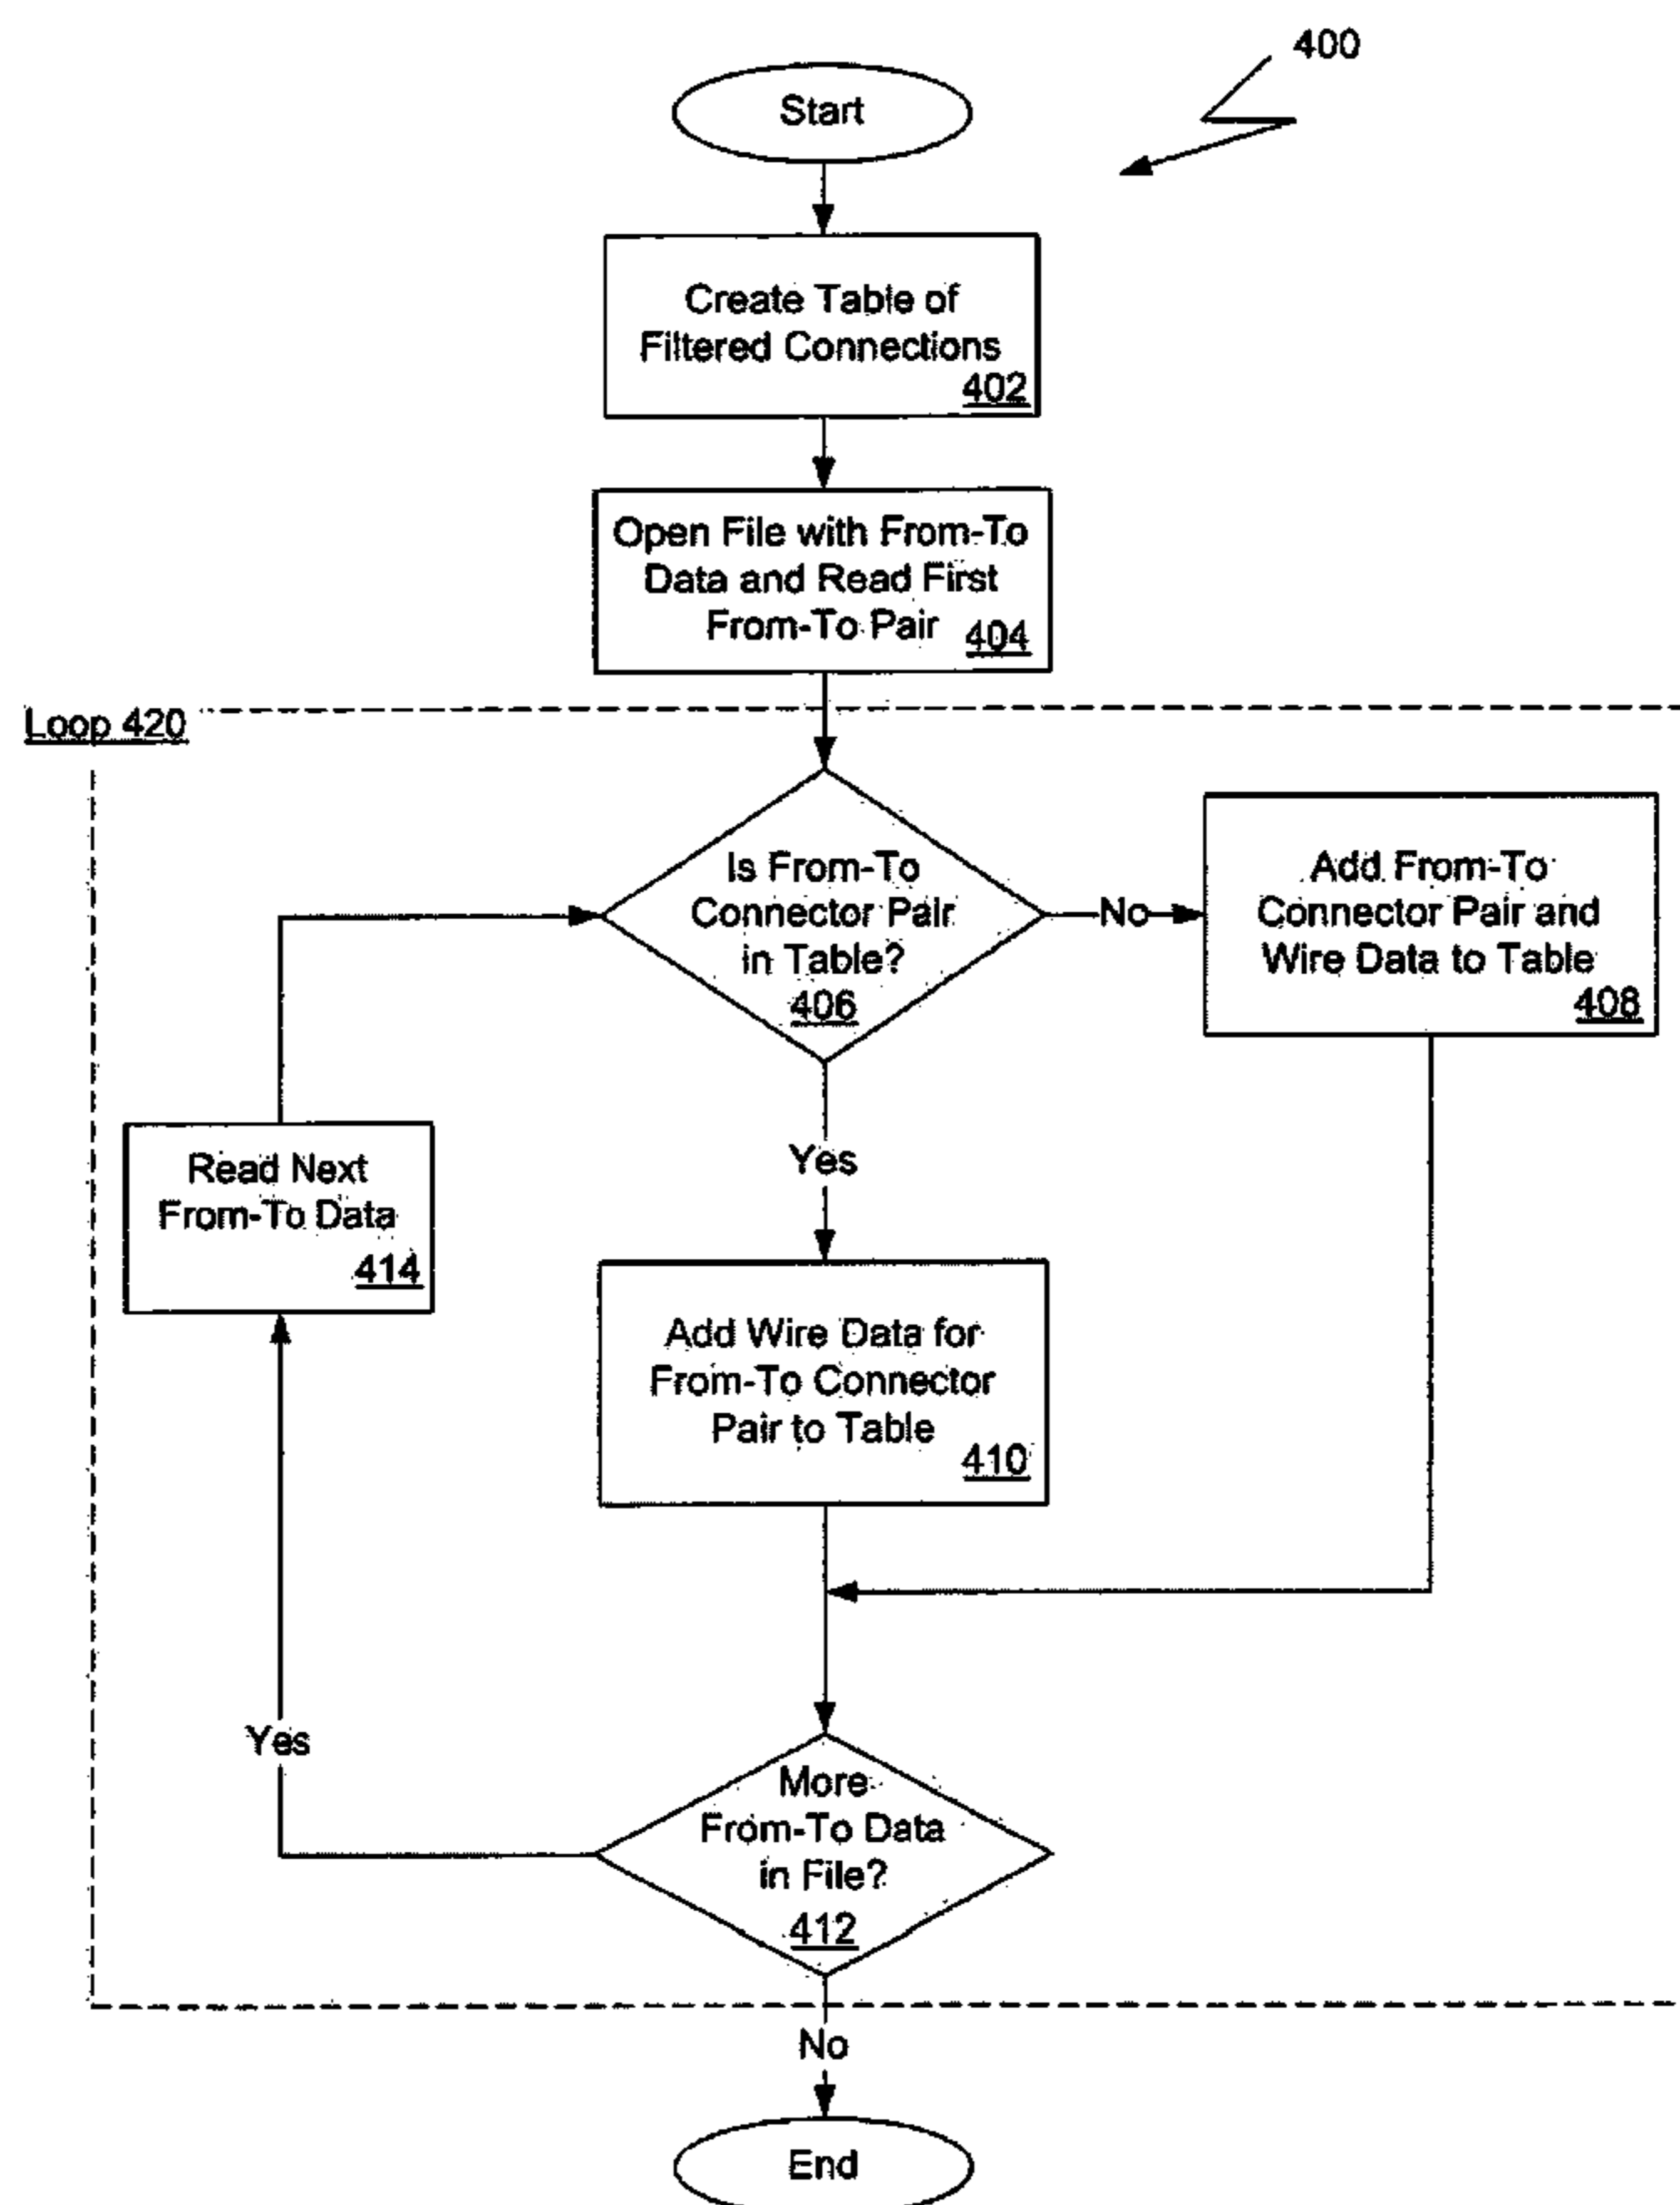 400
Start
Create Table of
Filtered Connections
402
Open File with From-To
Data and Read First
From-To Pair 404
Loop 420
Is From-To
Connector Pair
in Table?
406
No
Add From-To
Connector Pair and
Wire Data to Table
408
Yes
Read Next
From-To Data
414
Add Wire Data for
From-To Connector
Pair to Table
410
Yes
More
From-To Data
in File?
412
No
End